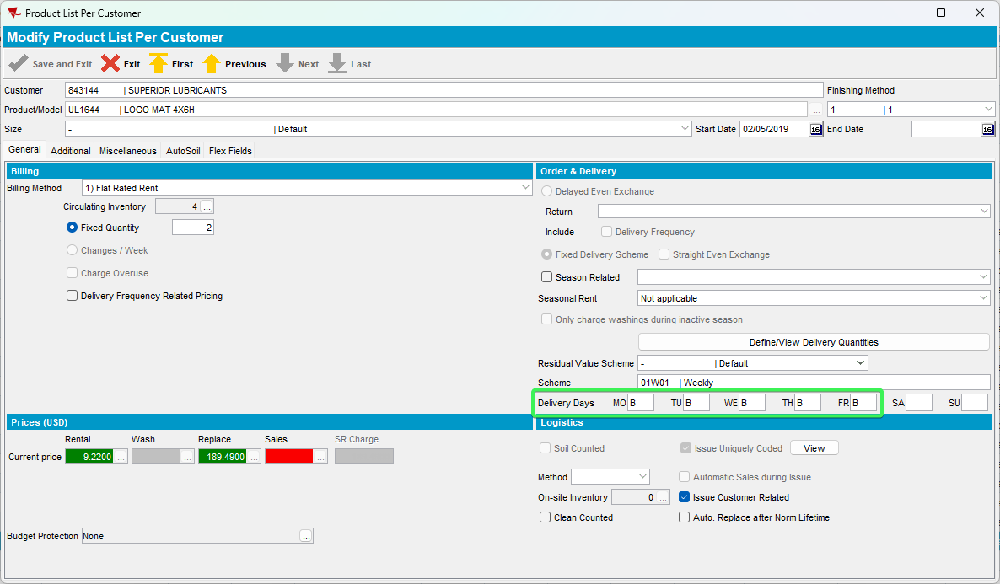 Product List Per Customer
Modify Product List Per Customer
Save and Exit Exit First Previous Next Last
Customer 843144 | SUPERIOR LUBRICANTS Finishing Method
Product/Model UL1644 | LOGO MAT 4X6H ... 1 | 1
Size - | Default Start Date 02/05/2019 16 End Date 16
General Additional Miscellaneous AutoSoil Flex Fields
Billing
Billing Method 1) Flat Rated Rent
Circulating Inventory 4 ...
Fixed Quantity 2
Changes / Week
Charge Overuse
Delivery Frequency Related Pricing
Order & Delivery
Delayed Even Exchange
Return
Include Delivery Frequency
Fixed Delivery Scheme Straight Even Exchange
Season Related
Seasonal Rent Not applicable
Only charge washings during inactive season
Define/View Delivery Quantities
Residual Value Scheme - | Default
Scheme 01W01 | Weekly
Delivery Days MO B TU B WE B TH B FR B SA SU
Prices (USD)
Rental Wash Replace Sales SR Charge
Current price 9.2200 ... ... 189.4900 ... ...
Budget Protection None ...
Logistics
Soil Counted Issue Uniquely Coded View
Method Automatic Sales during Issue
On-site Inventory 0 ... Issue Customer Related
Clean Counted Auto. Replace after Norm Lifetime